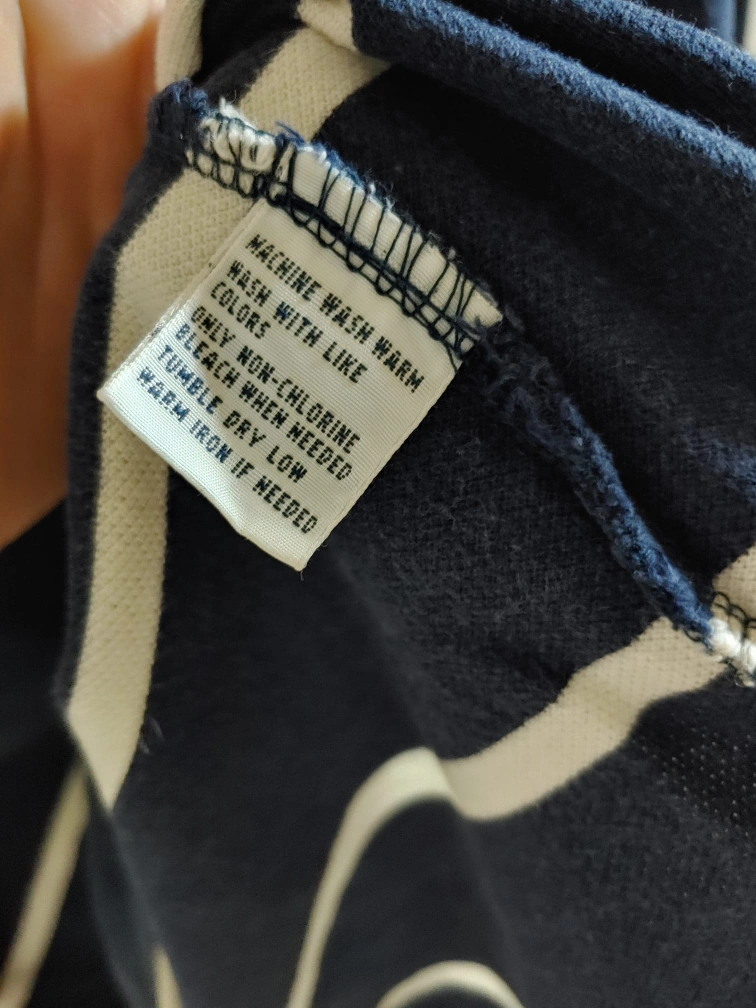 MACHINE WASH WARM
WASH WITH LIKE
COLORS
ONLY NON-CHLORINE
BLEACH WHEN NEEDED
TUMBLE DRY LOW
WARM IRON IF NEEDED